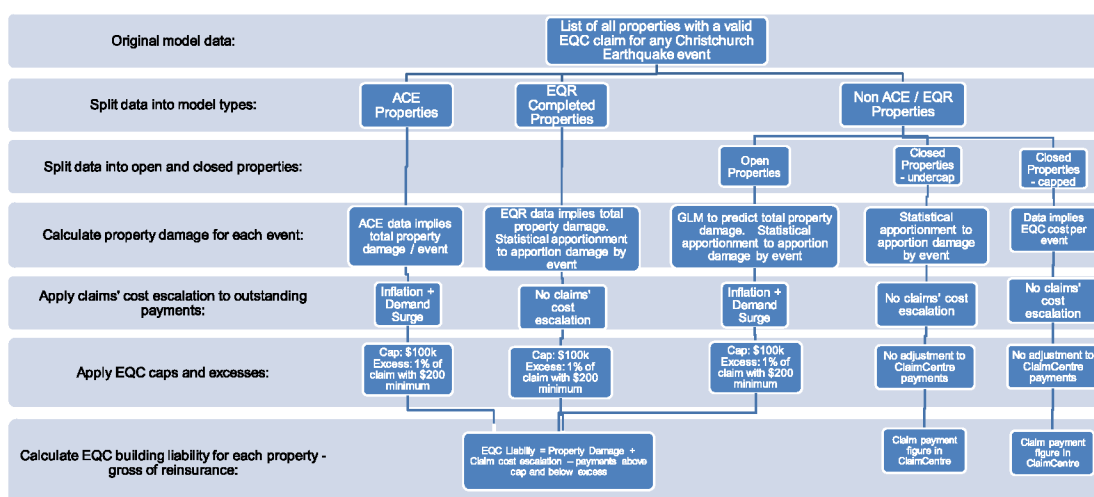 Original model data:
List of all properties with a valid
EQC claim for any Christchurch
Earthquake event
Split data into model types:
ACE
Properties
EQR
Completed
Properties
Non ACE / EQR
Properties
Split data into open and closed properties:
Open
Properties
Closed
Properties
- undercap
Closed
Properties
- capped
Calculate property damage for each event:
ACE data implies
total property
damage / event
EQR data implies total
property damage.
Statistical apportionment
to apportion damage by
event
GLM to predict total property
damage. Statistical
apportionment to apportion
damage by event
Statistical
apportionment to
apportion damage
by event
Data implies
EQC cost per
event
Apply claims' cost escalation to outstanding
payments:
Inflation +
Demand
Surge
No claims'
cost
escalation
Inflation +
Demand
Surge
No claims' cost
escalation
No claims'
cost
escalation
Apply EQC caps and excesses:
Cap: $100k
Excess: 1% of
claim with $200
minimum
Cap: $100k
Excess: 1% of
claim with $200
minimum
Cap: $100k
Excess: 1% of
claim with $200
minimum
No adjustment to
ClaimCentre
payments
No adjustment to
ClaimCentre
payments
Calculate EQC building liability for each property -
gross of reinsurance:
EQC Liability = Property Damage +
Claim cost escalation – payments above
cap and below excess
Claim payment
figure in
ClaimCentre
Claim payment
figure in
ClaimCentre